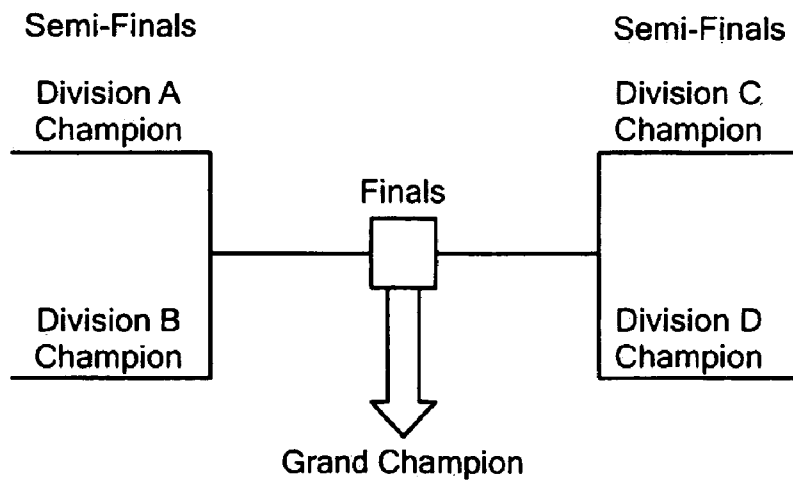 Semi-Finals
Semi-Finals
Division A
Champion
Division C
Champion
Finals
Division B
Champion
Division D
Champion
Grand Champion